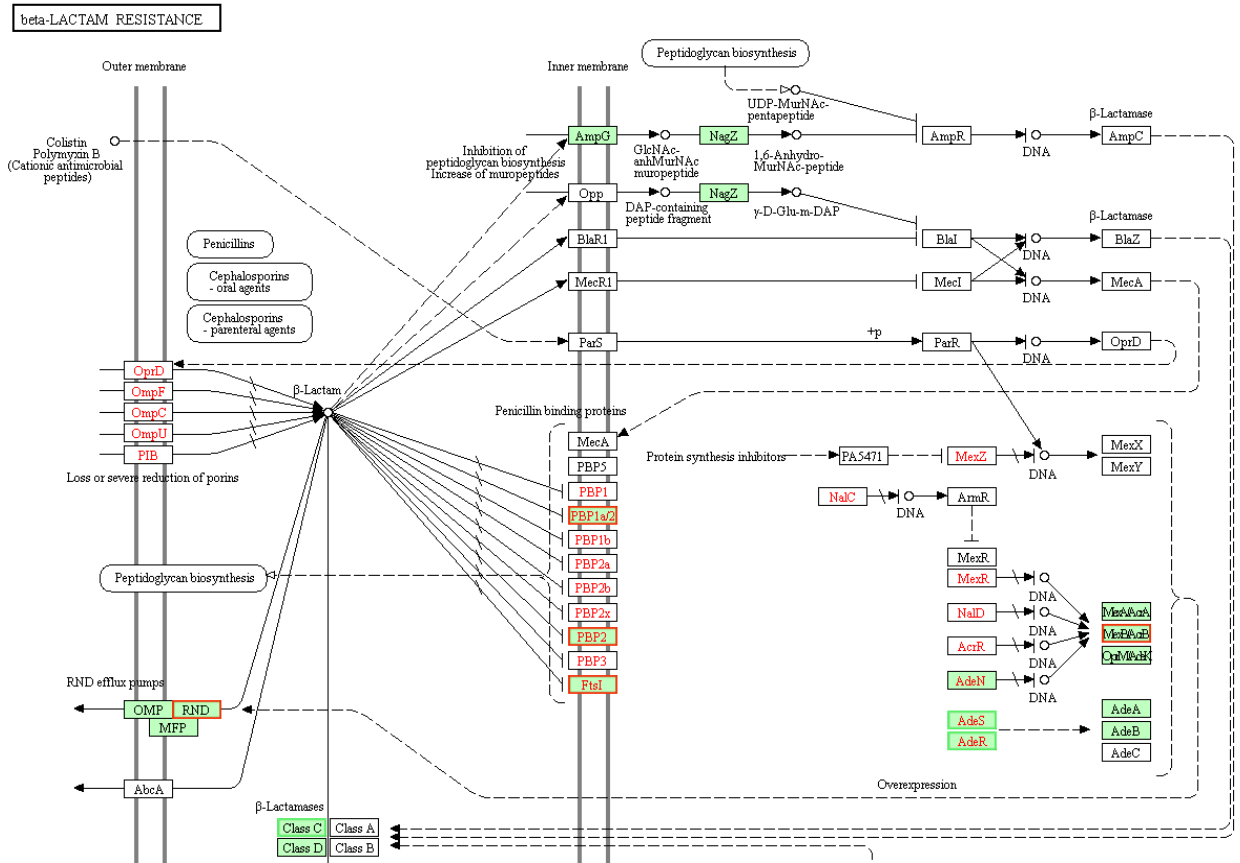 beta-LACTAM RESISTANCE
Outer membrane
Inner membrane
Peptidoglycan biosynthesis
UDP-MurNAc-
pentapeptide
Colistin
Polymyxin B
(Cationic antimicrobial
peptides)
Inhibition of
peptidoglycan biosynthesis
Increase of muropeptides
AmpG
GlcNAc-
anhMurNAc
muropeptide
NagZ
1,6-Anhydro-
MurNAc-peptide
AmpR
DNA
β-Lactamase
AmpC
Opp
DAP-containing
peptide fragment
NagZ
γ-D-Glu-m-DAP
Penicillins
Cephalosporins
- oral agents
Cephalosporins
- parenteral agents
BlaR1
BlaI
DNA
β-Lactamase
BlaZ
MecR1
MecI
DNA
MecA
ParS
+p
ParR
DNA
OprD
OprD
OmpF
OmpC
OmpU
PIB
Loss or severe reduction of porins
β-Lactam
Penicillin binding proteins
MecA
PBP5
PBP1
PBP1a/2
PBP1b
PBP2a
PBP2b
PBP2x
PBP2
PBP3
FtsI
Protein synthesis inhibitors
PA5471
MexZ
DNA
MexX
MexY
NalC
DNA
ArmR
MexR
MexR
DNA
NalD
DNA
AcrR
DNA
AdeN
DNA
MexA/AcrA
MexB/AcrB
OprM/AdeK
AdeS
AdeR
AdeA
AdeB
AdeC
Overexpression
Peptidoglycan biosynthesis
RND efflux pumps
OMP
RND
MFP
AbcA
β-Lactamases
Class C
Class A
Class D
Class B